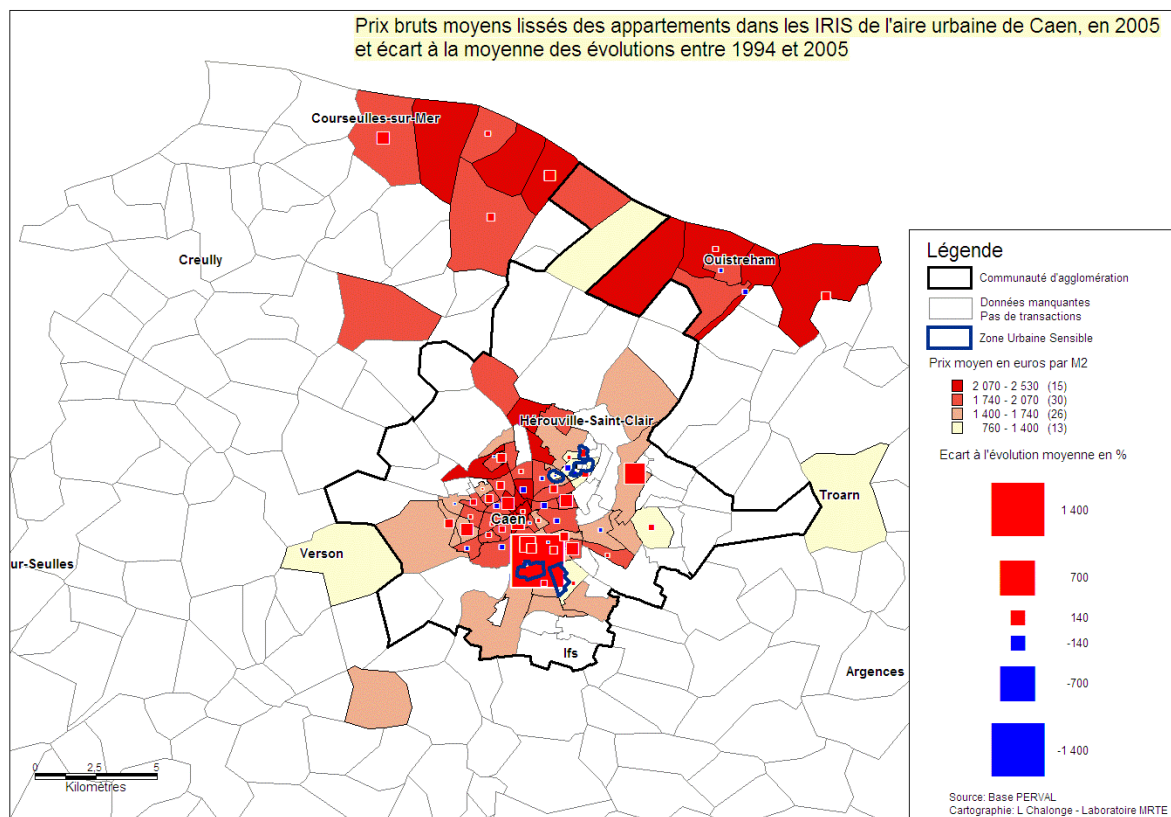 Prix bruts moyens lissés des appartements dans les IRIS de l'aire urbaine de Caen, en 2005
et écart à la moyenne des évolutions entre 1994 et 2005
Courseulles-sur-Mer
Creully
Ouistreham
Hérouville-Saint-Clair
Caen
Troarn
Verson
ur-Seulles
Ifs
Argences
0 2,5 5
Kilomètres
Légende
Communauté d'agglomération
Données manquantes
Pas de transactions
Zone Urbaine Sensible
Prix moyen en euros par M2
2 070 - 2 530 (15)
1 740 - 2 070 (30)
1 400 - 1 740 (26)
760 - 1 400 (13)
Ecart à l'évolution moyenne en %
1 400
700
140
-140
-700
-1 400
Source: Base PERVAL
Cartographie: L Chalonge - Laboratoire MRTE